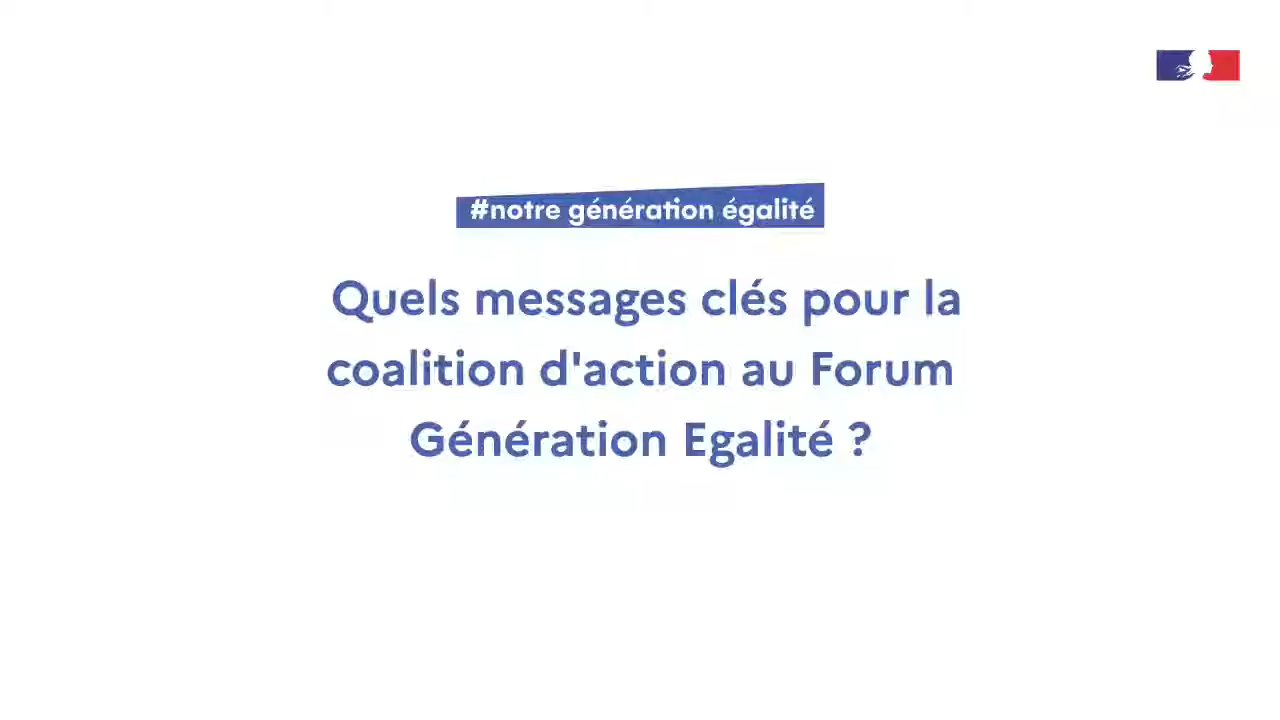 #notre génération égalité
Quels messages clés pour la
coalition d'action au Forum
Génération Egalité ?